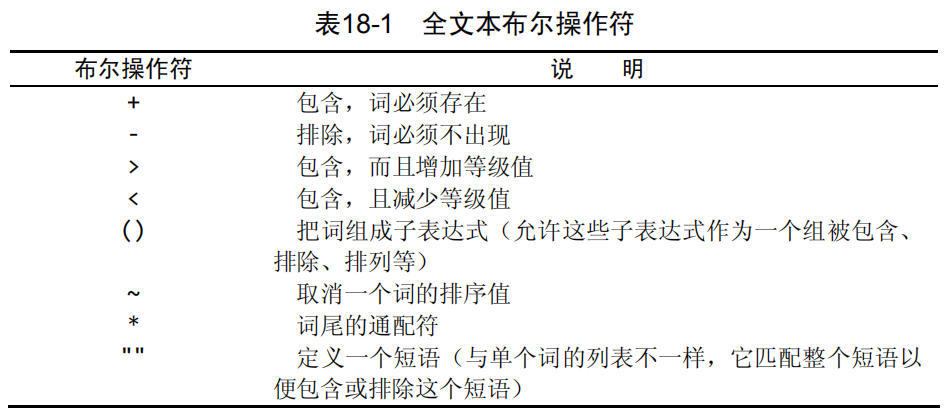 表18-1 全文本布尔操作符
布尔操作符 说 明
+ 包含，词必须存在
- 排除，词必须不出现
> 包含，而且增加等级值
< 包含，且减少等级值
() 把词组成子表达式（允许这些子表达式作为一个组被包含、
排除、排列等）
~ 取消一个词的排序值
* 词尾的通配符
"" 定义一个短语（与单个词的列表不一样，它匹配整个短语以
便包含或排除这个短语）